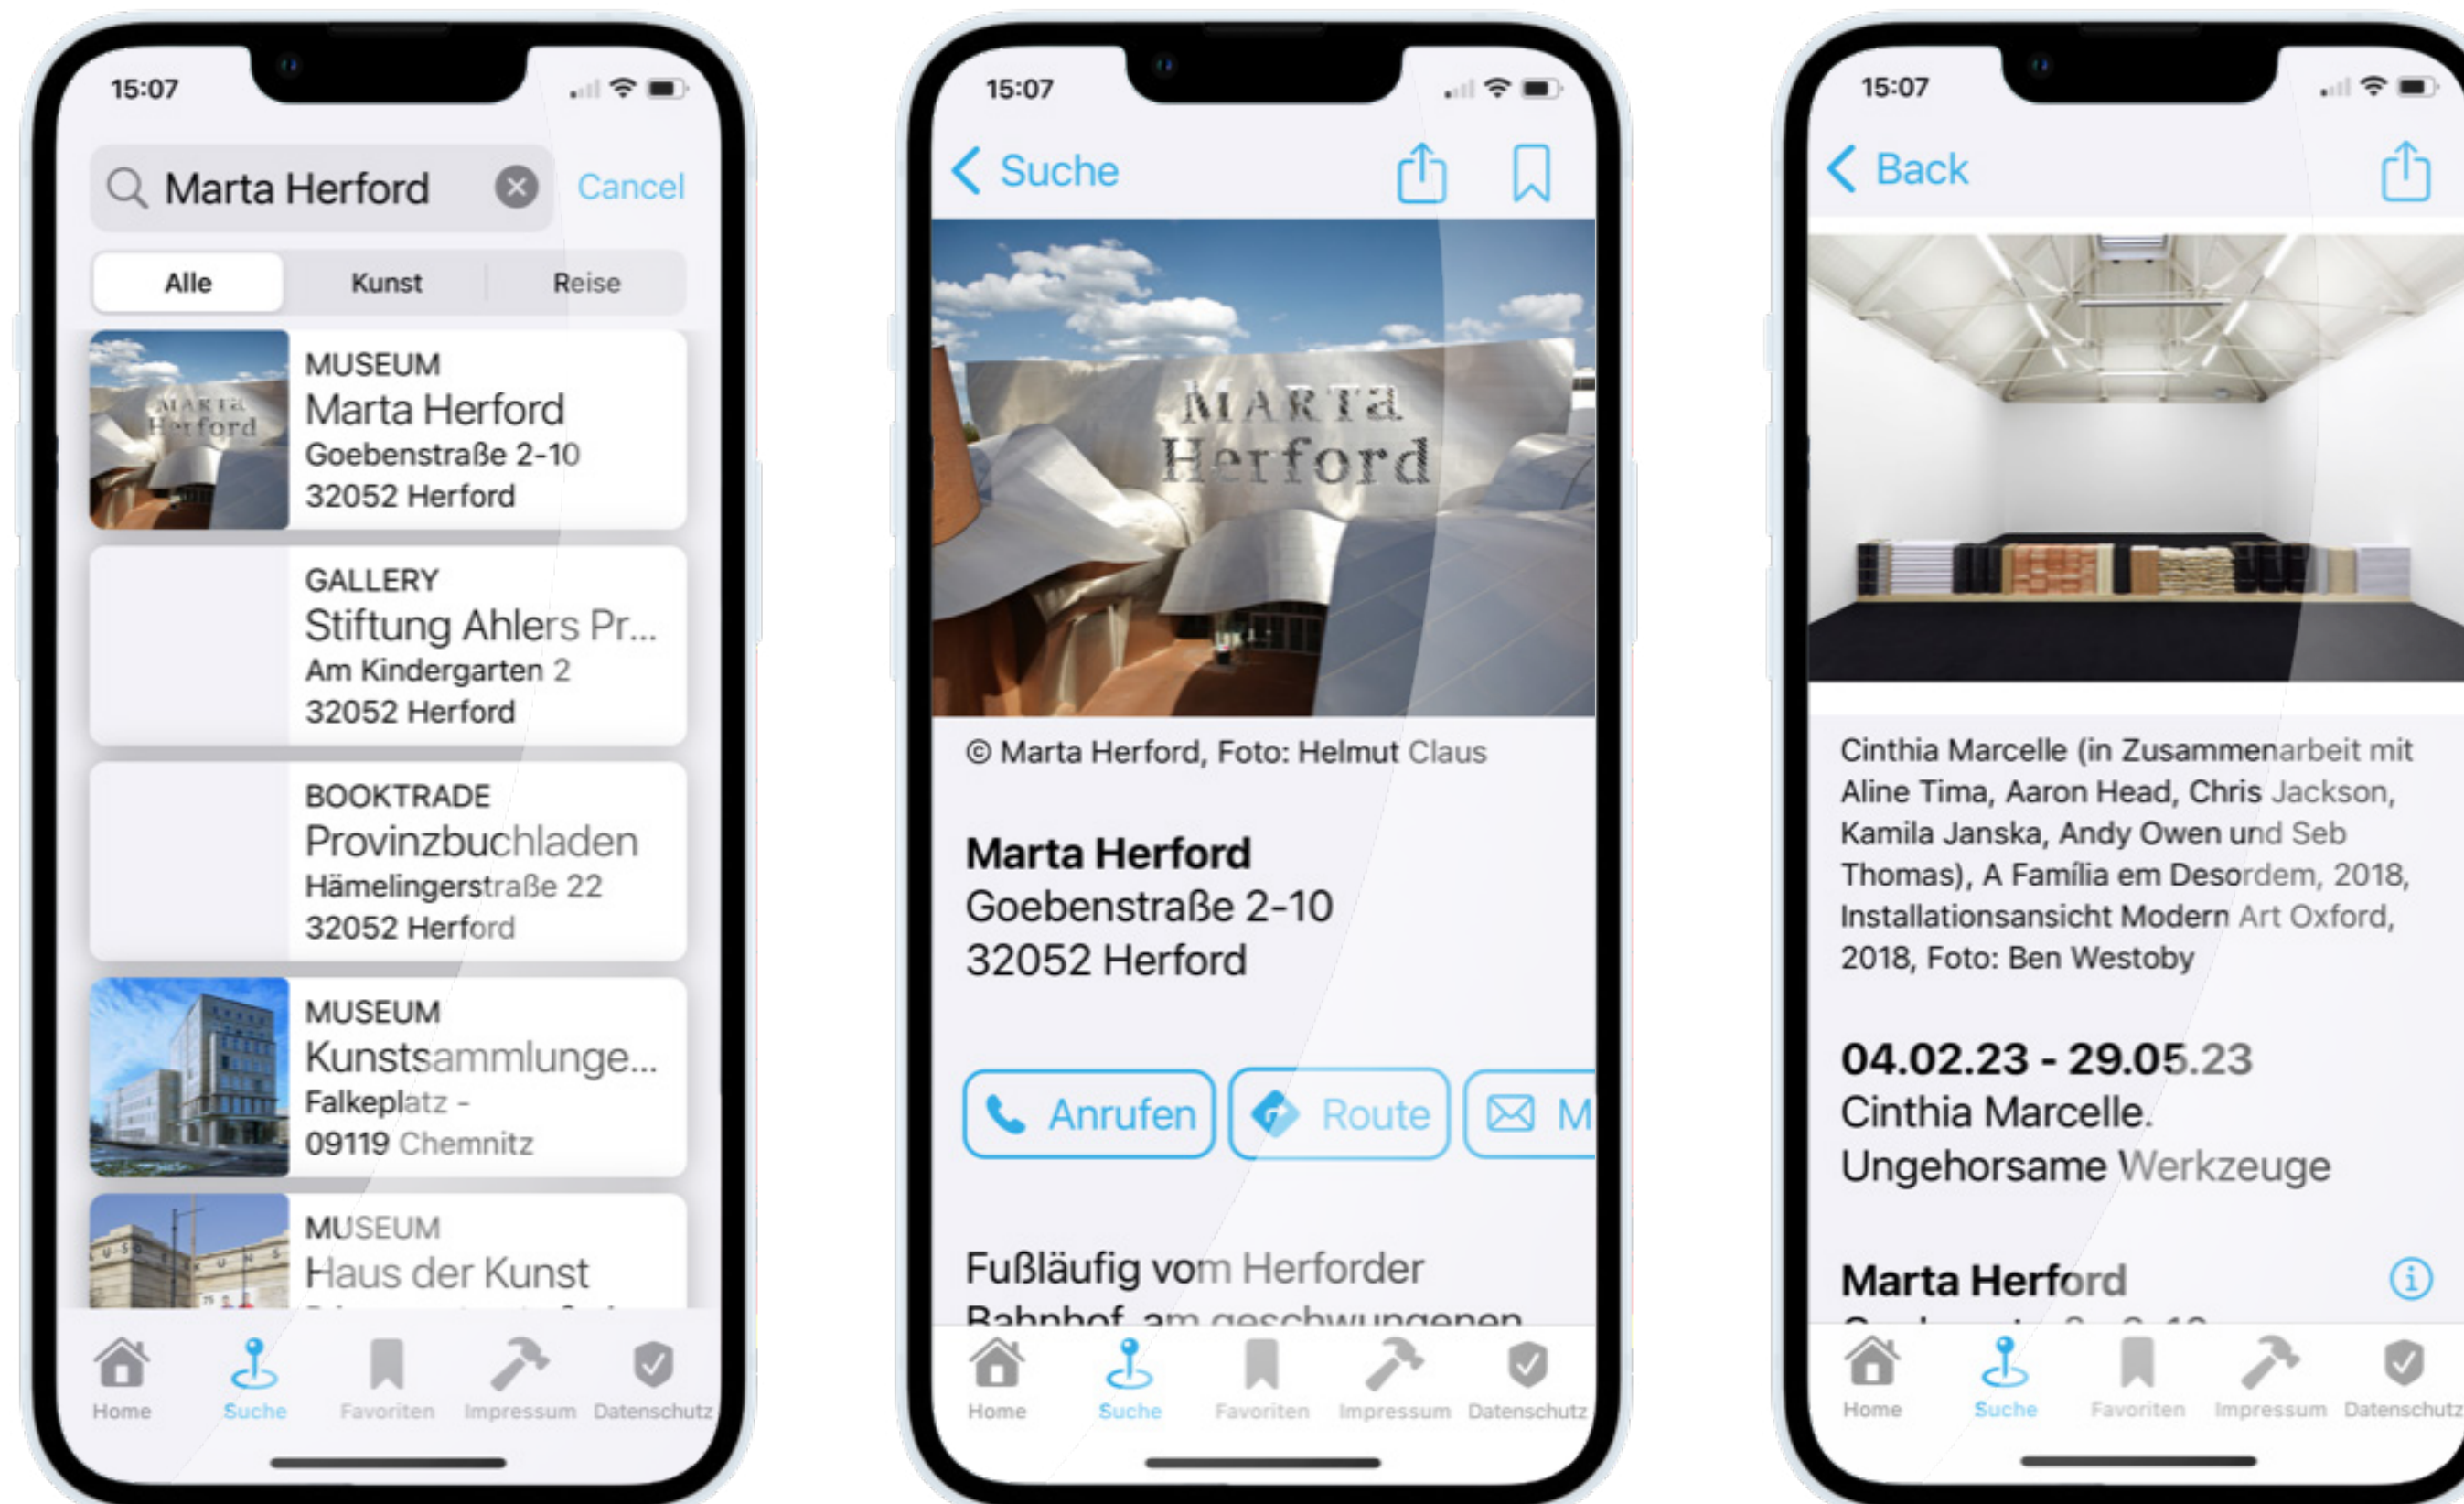 15:07
Marta Herford
Cancel
Alle
Kunst
Reise
MARTa
Herford
MUSEUM
Marta Herford
Goebenstraße 2-10
32052 Herford
GALLERY
Stiftung Ahlers Pr...
Am Kindergarten 2
32052 Herford
BOOKTRADE
Provinzbuchladen
Hämelingerstraße 22
32052 Herford
MUSEUM
Kunstsammlunge...
Falkeplatz -
09119 Chemnitz
MUSEUM
Haus der Kunst
Home
Suche
Favoriten
Impressum
Datenschutz
15:07
Suche
MARTa
Herford
© Marta Herford, Foto: Helmut Claus
Marta Herford
Goebenstraße 2-10
32052 Herford
Anrufen
Route
M
Fußläufig vom Herforder
Bahnhof, am geschwungenen
Home
Suche
Favoriten
Impressum
Datenschutz
15:07
Back
Cinthia Marcelle (in Zusammenarbeit mit
Aline Tima, Aaron Head, Chris Jackson,
Kamila Janska, Andy Owen und Seb
Thomas), A Família em Desordem, 2018,
Installationsansicht Modern Art Oxford,
2018, Foto: Ben Westoby
04.02.23 - 29.05.23
Cinthia Marcelle.
Ungehorsame Werkzeuge
Marta Herford
Home
Suche
Favoriten
Impressum
Datenschutz